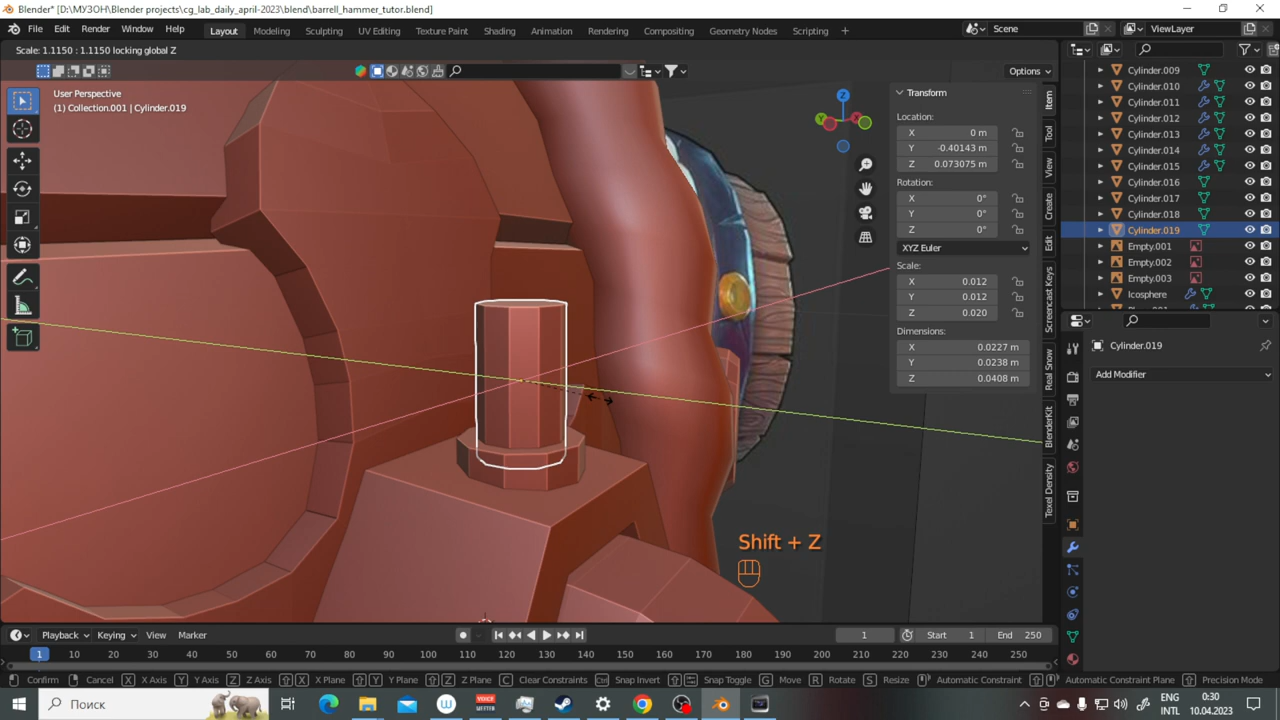 Blender* [D:\МУЗОН\Blender projects\cg_lab_daily_april-2023\blend\barrell_hammer_tutor.blend]
File Edit Render Window Help Layout Modeling Sculpting UV Editing Texture Paint Shading Animation Rendering Compositing Geometry Nodes Scripting + Scene ViewLayer
Scale: 1.1150 : 1.1150 locking global Z
Options
User Perspective
(1) Collection.001 | Cylinder.019
Z
Y
X
Transform
Location:
X 0 m
Y -0.40143 m
Z 0.073075 m
Rotation:
X 0°
Y 0°
Z 0°
XYZ Euler
Scale:
X 0.012
Y 0.012
Z 0.020
Dimensions:
X 0.0227 m
Y 0.0238 m
Z 0.0408 m
Item
Tool
View
Create
Edit
Screencast Keys
Real Snow
BlenderKit
Texel Density
Cylinder.009
Cylinder.010
Cylinder.011
Cylinder.012
Cylinder.013
Cylinder.014
Cylinder.015
Cylinder.016
Cylinder.017
Cylinder.018
Cylinder.019
Empty.001
Empty.002
Empty.003
Icosphere
Cylinder.019
Add Modifier
Shift + Z
Playback Keying View Marker 1 Start 1 End 250
1 10 20 30 40 50 60 70 80 90 100 110 120 130 140 150 160 170 180 190 200 210 220 230 240 250
Confirm Cancel X X Axis Y Y Axis Z Z Axis X X Plane Y Y Plane Z Z Plane C Clear Constraints Ctrl Snap Invert Snap Toggle G Move R Rotate S Resize Automatic Constraint Automatic Constraint Plane Precision Mode
Поиск
ENG
INTL
0:30
10.04.2023